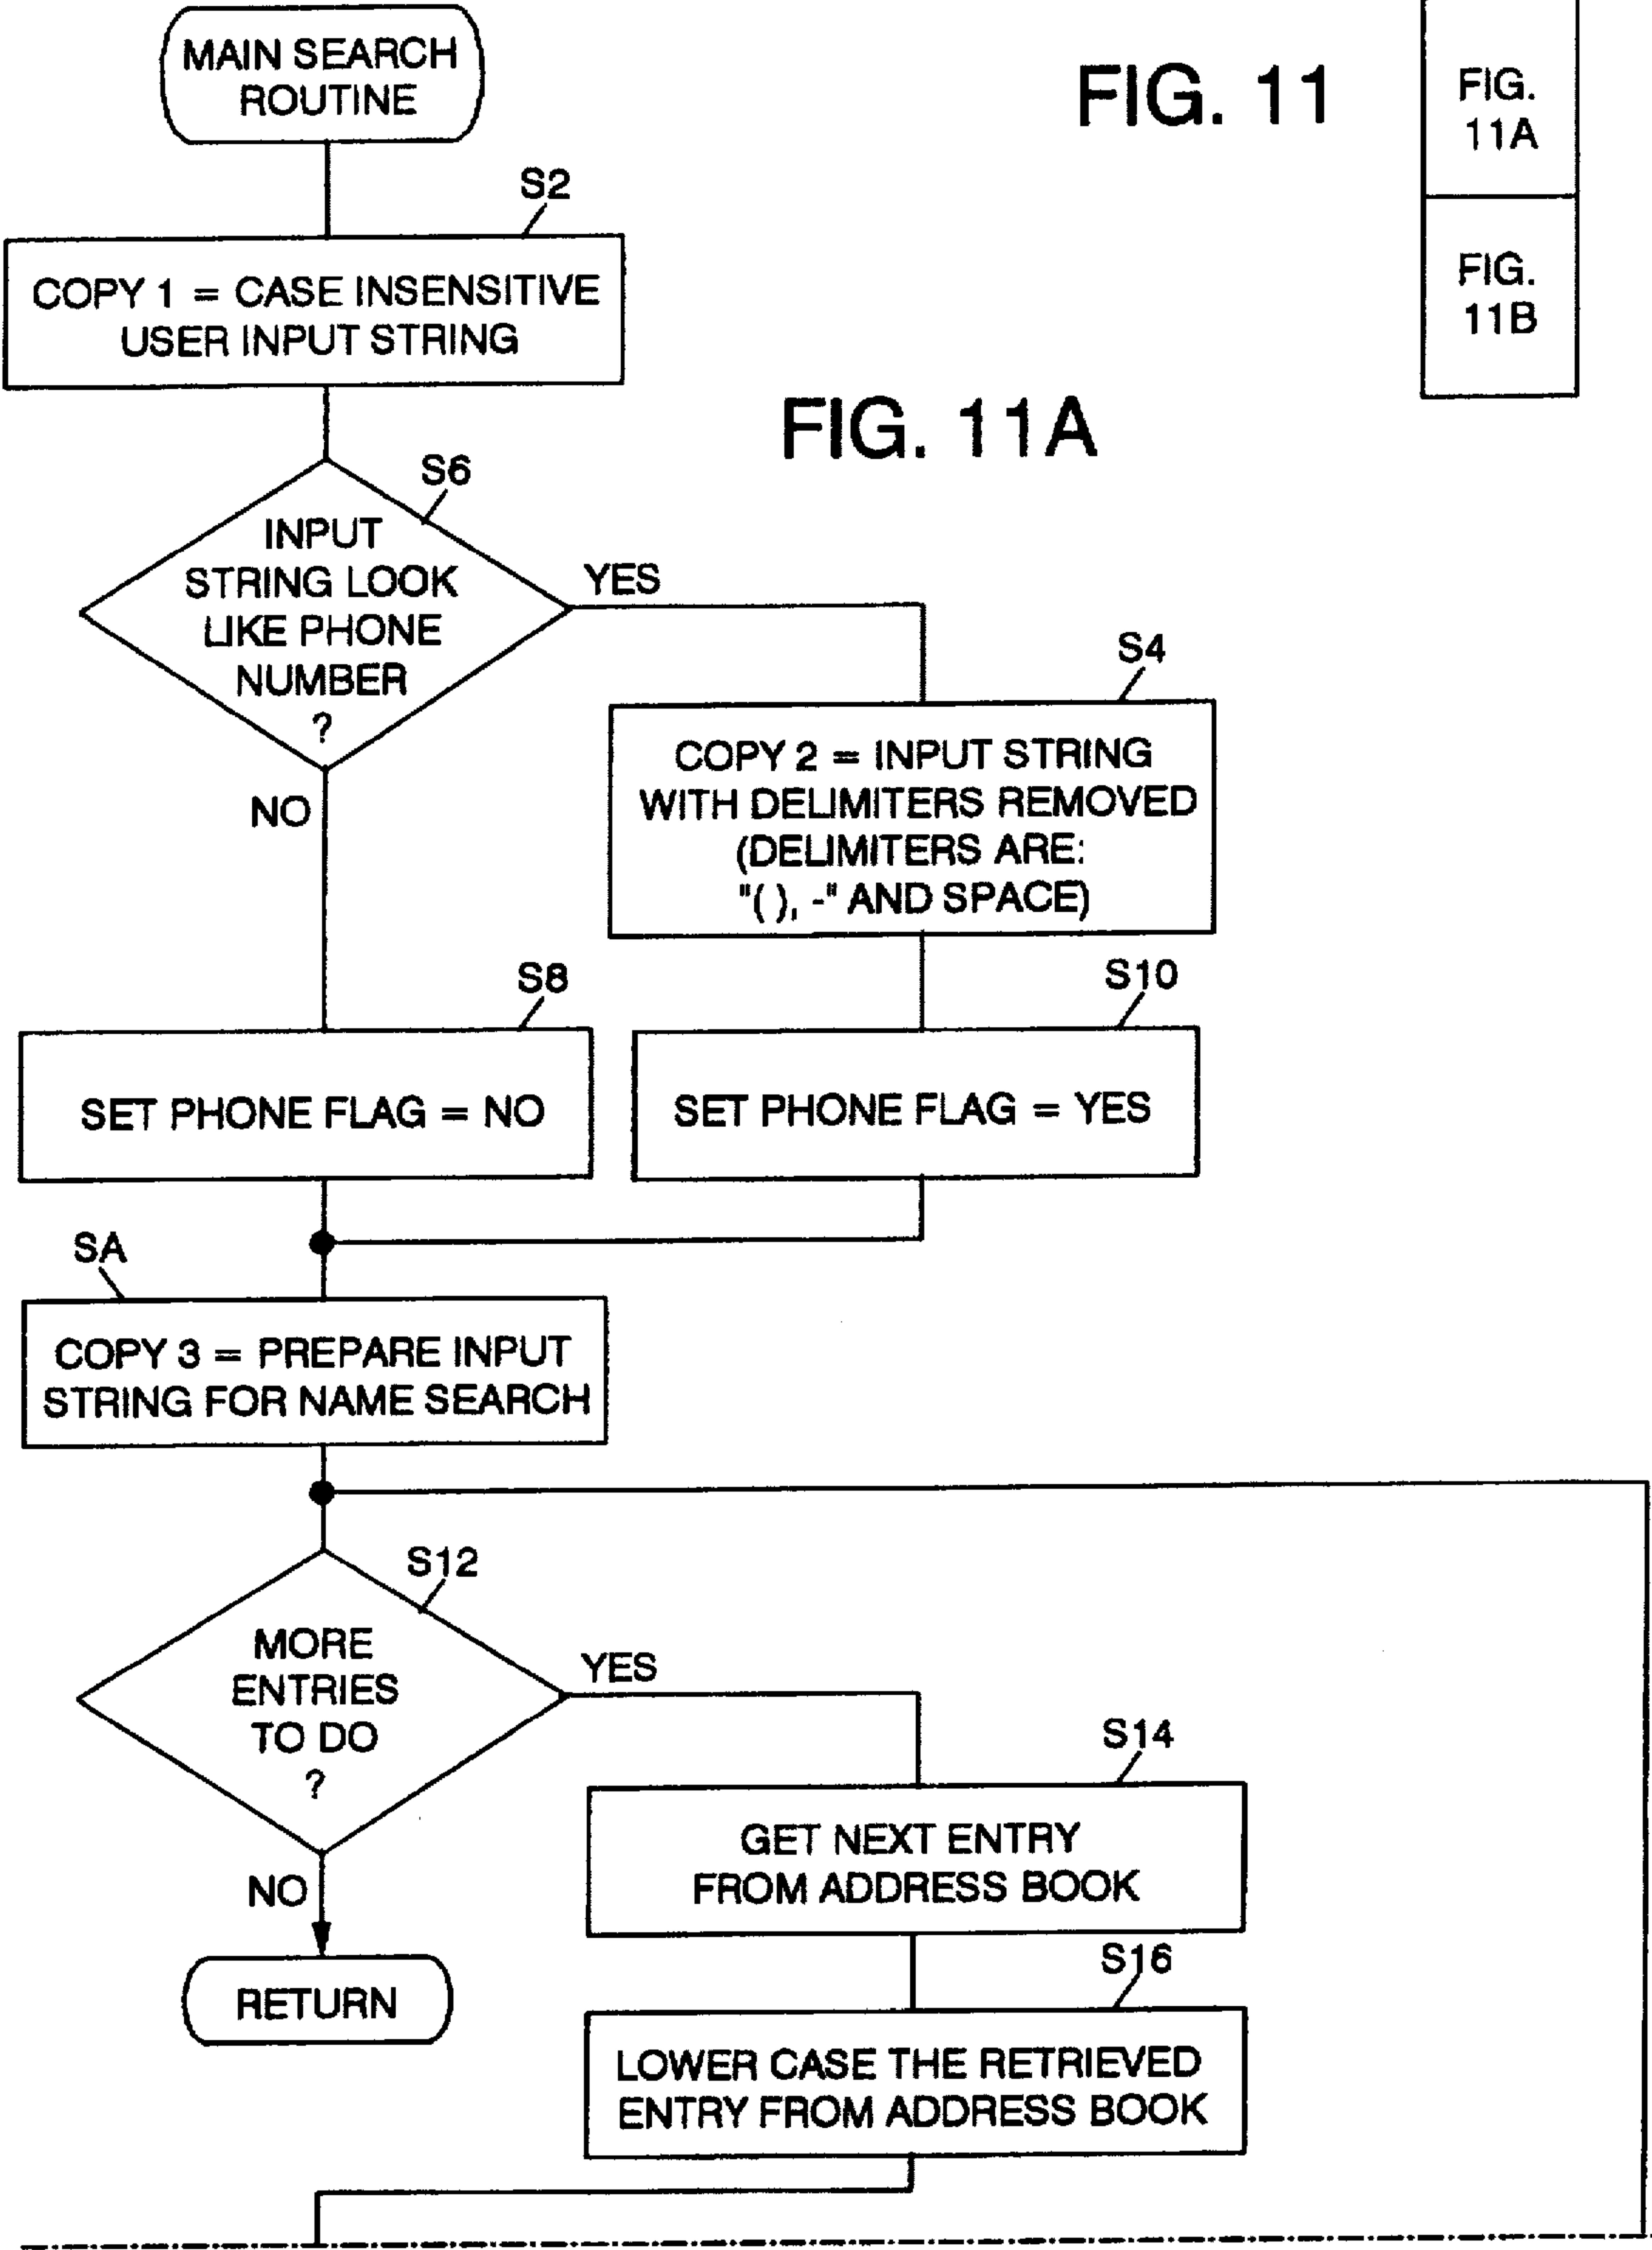 MAIN SEARCH
ROUTINE
FIG. 11
FIG.
11A
FIG.
11B
S2
COPY 1 = CASE INSENSITIVE
USER INPUT STRING
FIG. 11A
S6
INPUT
STRING LOOK
LIKE PHONE
NUMBER
?
YES
NO
S4
COPY 2 = INPUT STRING
WITH DELIMITERS REMOVED
(DELIMITERS ARE:
"( ), -" AND SPACE)
S8
SET PHONE FLAG = NO
S10
SET PHONE FLAG = YES
SA
COPY 3 = PREPARE INPUT
STRING FOR NAME SEARCH
S12
MORE
ENTRIES
TO DO
?
YES
NO
RETURN
S14
GET NEXT ENTRY
FROM ADDRESS BOOK
S16
LOWER CASE THE RETRIEVED
ENTRY FROM ADDRESS BOOK